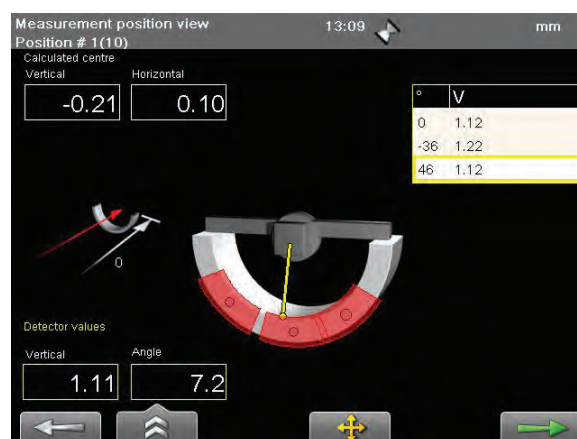 Measurement position view 13:09 mm
Position # 1(10)
Calculated centre
Vertical Horizontal
-0.21 0.10
° V
0 1.12
-36 1.22
46 1.12
0
Detector values
Vertical Angle
1.11 7.2